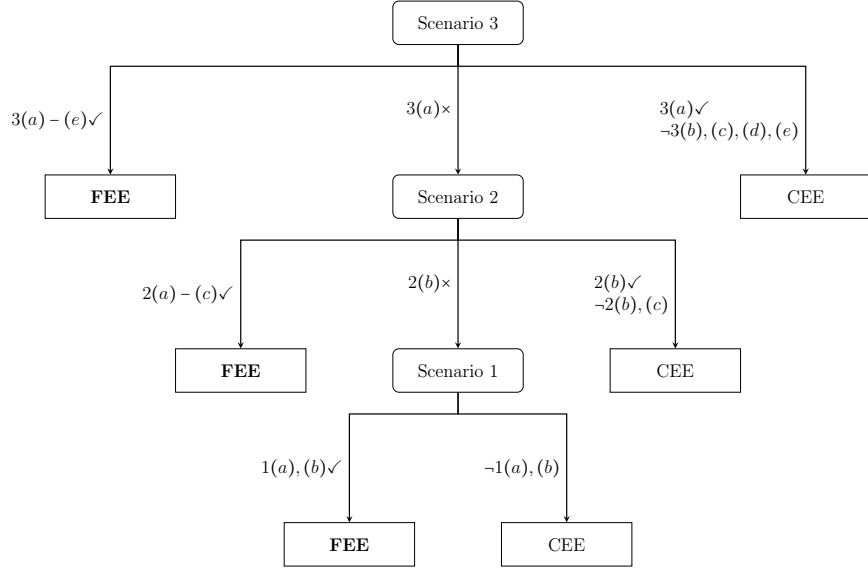 Scenario 3
3(a) – (e)✓
3(a)×
3(a)✓
¬3(b), (c), (d), (e)
FEE
Scenario 2
CEE
2(a) – (c)✓
2(b)×
2(b)✓
¬2(b), (c)
FEE
Scenario 1
CEE
1(a), (b)✓
¬1(a), (b)
FEE
CEE